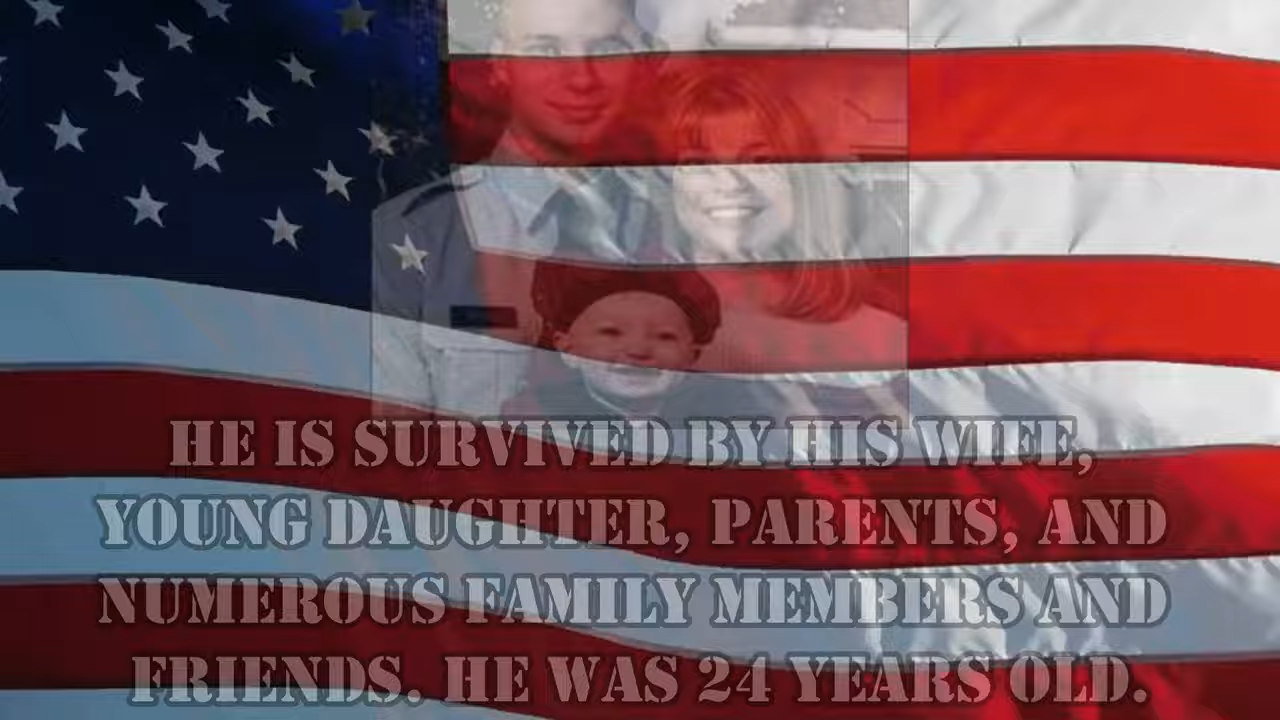 HE IS SURVIVED BY HIS WIFE,
YOUNG DAUGHTER, PARENTS, AND
NUMEROUS FAMILY MEMBERS AND
FRIENDS. HE WAS 24 YEARS OLD.